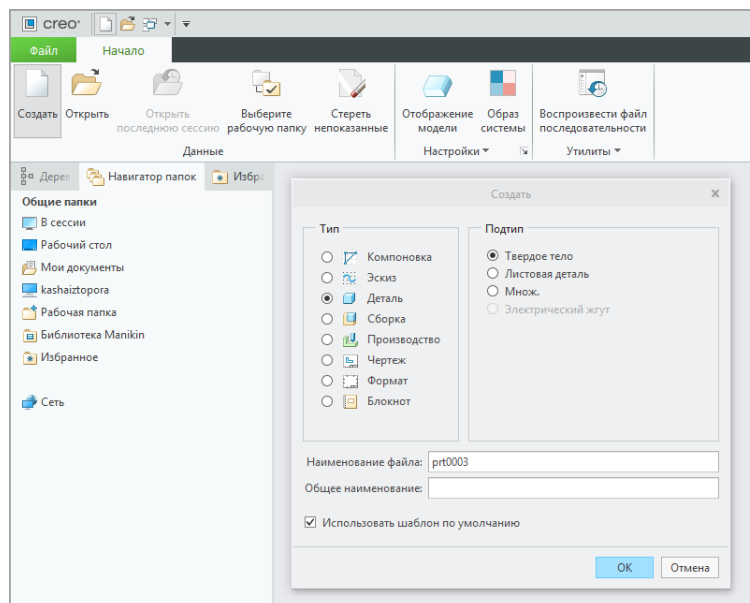 creo·
Файл Начало
Создать Открыть Открыть последнюю сессию Выберите рабочую папку Стереть непоказанные Отображение модели Образ системы Воспроизвести файл последовательности
Данные Настройки Утилиты
Дерев Навигатор папок Избра
Общие папки
В сессии
Рабочий стол
Мои документы
kashaiztopora
Рабочая папка
Библиотека Manikin
Избранное
Сеть
Создать
Тип
Компоновка
Эскиз
Деталь
Сборка
Производство
Чертеж
Формат
Блокнот
Подтип
Твердое тело
Листовая деталь
Множ.
Электрический жгут
Наименование файла: prt0003
Общее наименование:
Использовать шаблон по умолчанию
OK Отмена